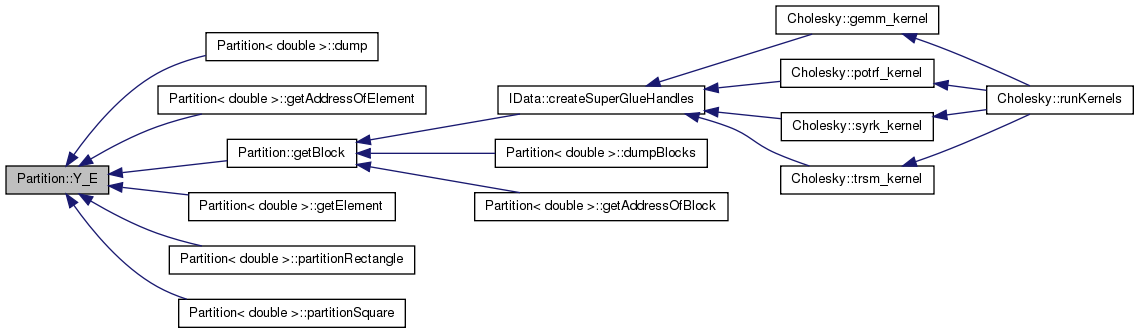 Partition::Y_E
Partition< double >::dump
Partition< double >::getAddressOfElement
Partition::getBlock
Partition< double >::getElement
Partition< double >::partitionRectangle
Partition< double >::partitionSquare
IData::createSuperGlueHandles
Partition< double >::dumpBlocks
Partition< double >::getAddressOfBlock
Cholesky::gemm_kernel
Cholesky::potrf_kernel
Cholesky::syrk_kernel
Cholesky::trsm_kernel
Cholesky::runKernels